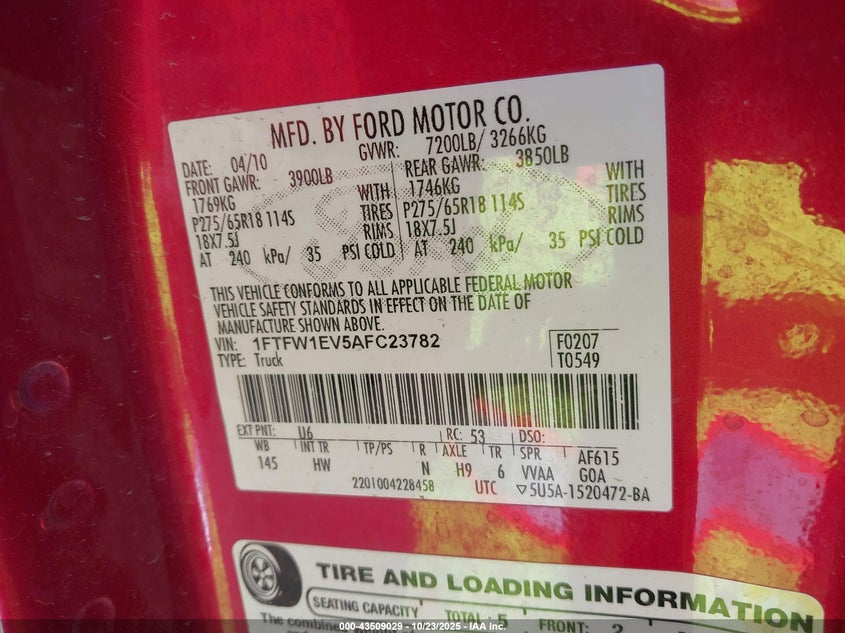 MFD. BY FORD MOTOR CO.
DATE: 04/10 GVWR: 7200LB/ 3266KG
FRONT GAWR: 3900LB REAR GAWR: 3850LB
1769KG WITH 1746KG WITH
P275/65R18 114S TIRES P275/65R18 114S TIRES
18X7.5J RIMS 18X7.5J RIMS
AT 240 kPa/ 35 PSI COLD AT 240 kPa/ 35 PSI COLD
THIS VEHICLE CONFORMS TO ALL APPLICABLE FEDERAL MOTOR
VEHICLE SAFETY STANDARDS IN EFFECT ON THE DATE OF
MANUFACTURE SHOWN ABOVE.
VIN: 1FTFW1EV5AFC23782 F0207
TYPE: Truck T0549
EXT PNT: U6 RC: 53 DSO:
WB INT TR TP/PS R AXLE TR SPR AF615
145 HW N H9 6 VVAA GOA
2201004228458 UTC ▽5U5A-1520472-BA
TIRE AND LOADING INFORMATION
SEATING CAPACITY TOTAL: 5 FRONT: 2
The combined
000-43509029 - 10/23/2025 - IAA Inc.